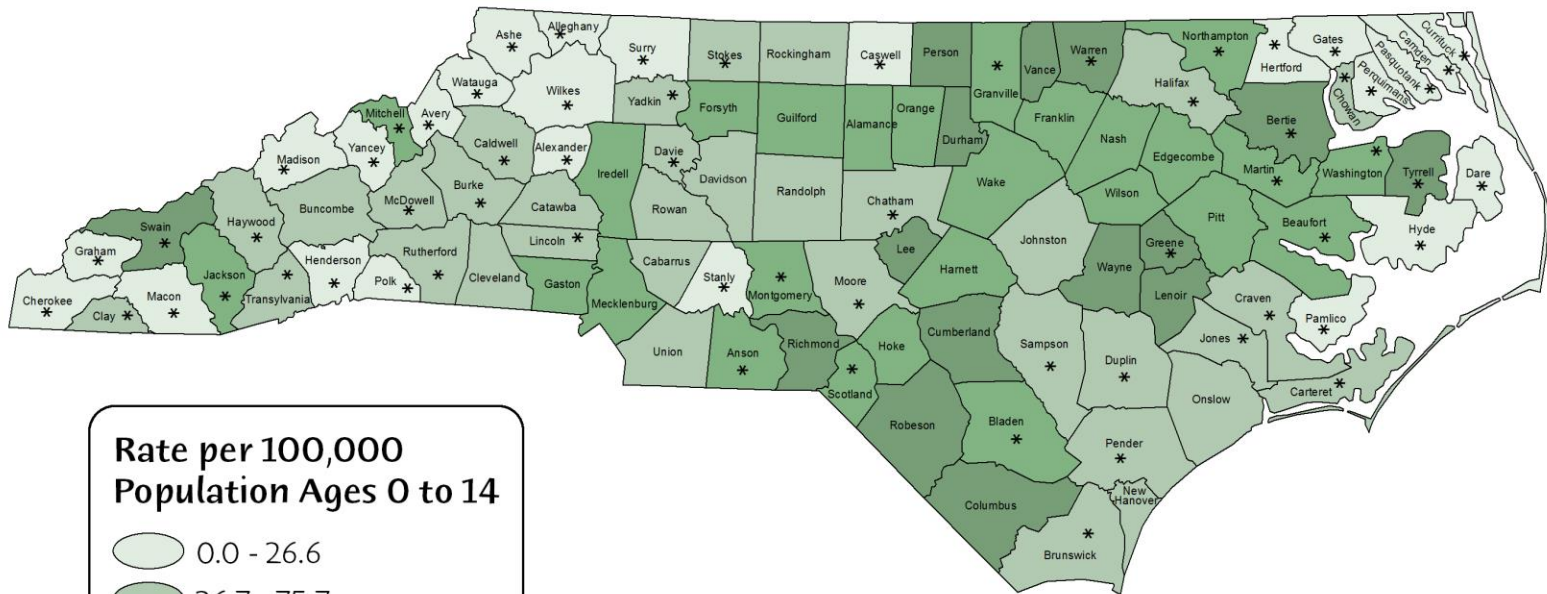 Ashe
Alleghany
*
*
Surry
*
Stokes
*
Rockingham
Caswell
*
Person
Granville
*
Vance
Warren
*
Northampton
*
Hertford
*
Gates
*
Currituck
*
Camden
*
Pasquotank
*
Perquimans
*
Chowan
*
Watauga
*
Wilkes
*
Yadkin *
Forsyth
Guilford
Alamance
Orange
Durham
Franklin
Halifax
*
Bertie
*
Mitchell
*
Avery
*
Caldwell
*
Alexander
*
Iredell
Davie
*
Davidson
Randolph
Chatham
*
Wake
Nash
Edgecombe
Martin
*
Washington
*
Tyrrell
*
Dare
*
Madison
*
Yancey
*
McDowell
*
Burke
*
Catawba
Rowan
Johnston
Wilson
Pitt
Beaufort
*
Hyde
*
Swain
*
Haywood
*
Buncombe
Rutherford
*
Lincoln *
Cabarrus
Stanly
*
Montgomery
*
Moore
*
Lee
Harnett
Wayne
Greene
*
Lenoir
Craven
*
Pamlico
*
Graham
*
Jackson
*
Transylvania
*
Henderson
*
Polk *
Cleveland
Gaston
Mecklenburg
Cherokee
*
Clay *
Macon
*
Union
Anson
*
Richmond
Scotland
*
Hoke
Cumberland
Sampson
*
Duplin
*
Jones *
Carteret
*
Onslow
Robeson
Bladen
*
Pender
*
Columbus
New
Hanover
Brunswick
*
Rate per 100,000
Population Ages 0 to 14
0.0 - 26.6
26.7 - 75.7